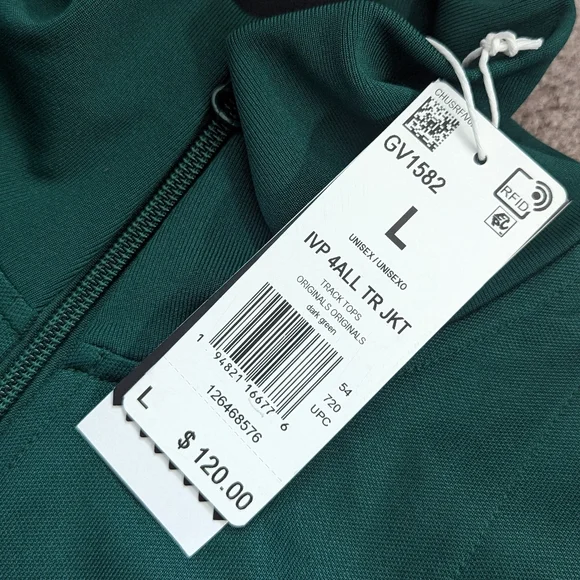 GV1582
RFID
L
UNISEX/UNISEXO
IVP 4ALL TR JKT
TRACK TOPS
ORIGINALS ORIGINALS
dark green
1 94821 16677 6
54
720
UPC
126468576
L
$ 120.00